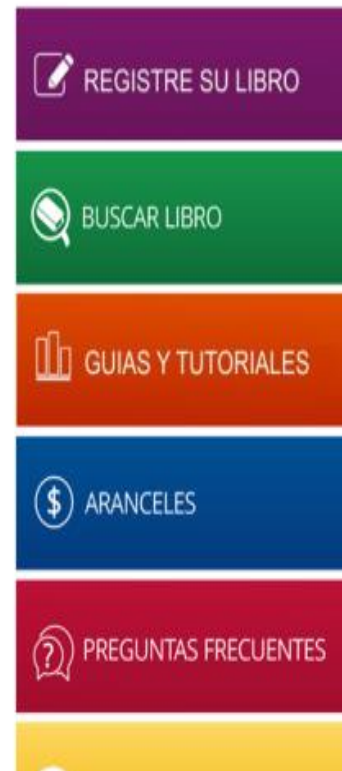 REGISTRE SU LIBRO
BUSCAR LIBRO
GUIAS Y TUTORIALES
$ ARANCELES
? PREGUNTAS FRECUENTES